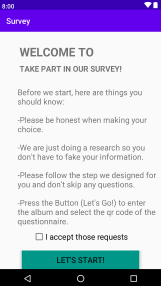 8:00
Survey
WELCOME TO
TAKE PART IN OUR SURVEY!
Before we start, here are things you
should know:
-Please be honest when making your
choice.
-We are just doing a research so you
don't have to fake your information.
-Please follow the step we designed for
you and don't skip any questions.
-Press the Button (Let's Go!) to enter
the album and select the qr code of the
questionnaire.
I accept those requests
LET'S START!